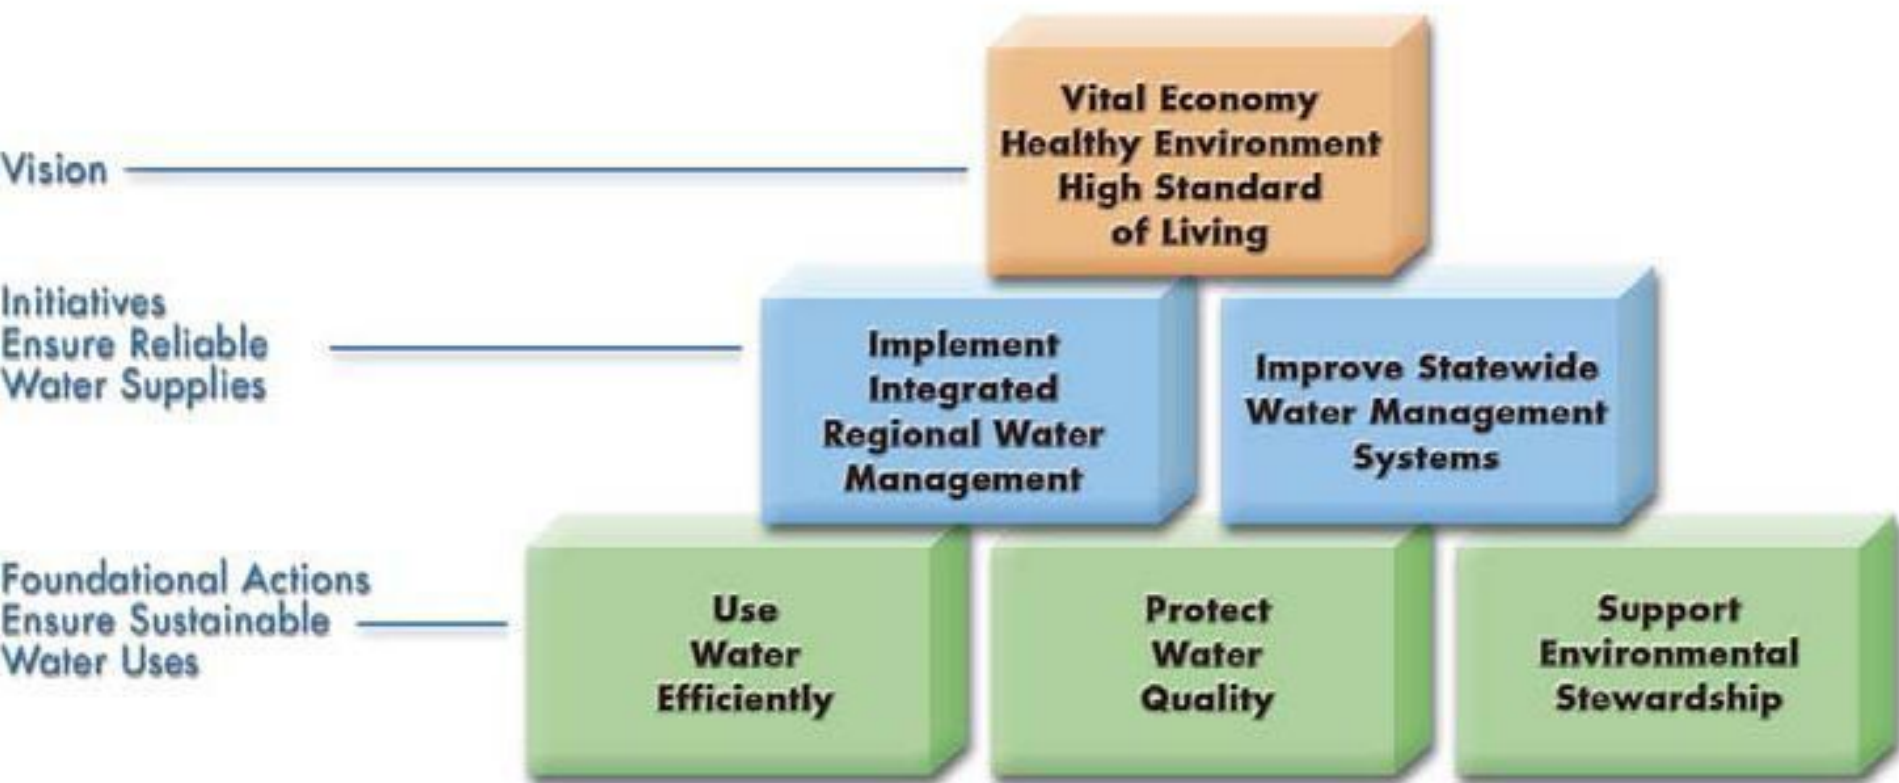 Vision
Vital Economy
Healthy Environment
High Standard
of Living
Initiatives
Ensure Reliable
Water Supplies
Implement
Integrated
Regional Water
Management
Improve Statewide
Water Management
Systems
Foundational Actions
Ensure Sustainable
Water Uses
Use
Water
Efficiently
Protect
Water
Quality
Support
Environmental
Stewardship